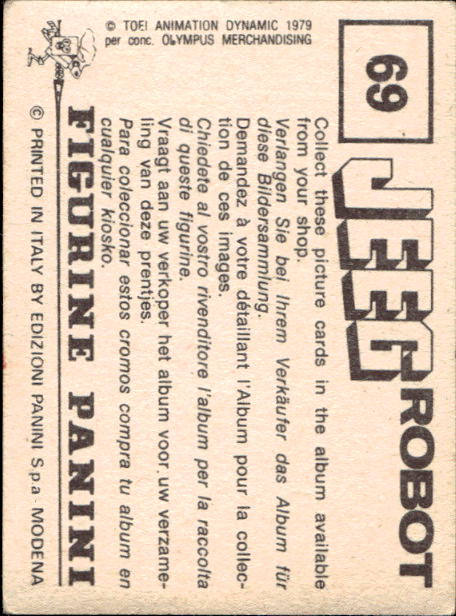 69
JEEG ROBOT
Collect these picture cards in the album available
from your shop.
Verlangen Sie bei Ihrem Verkäufer das Album für
diese Bildersammlung.
Demandez à votre détaillant l'Album pour la collec-
tion de ces images.
Chiedete al vostro rivenditore l'album per la raccolta
di queste figurine.
Vraagt aan uw verkoper het album voor uw verzame-
ling van deze prentjes.
Para coleccionar estos cromos compra tu album en
cualquier kiosko.
© TOEI ANIMATION DYNAMIC 1979
per conc. OLYMPUS MERCHANDISING
FIGURINE PANINI
© PRINTED IN ITALY BY EDIZIONI PANINI S.p.a - MODENA